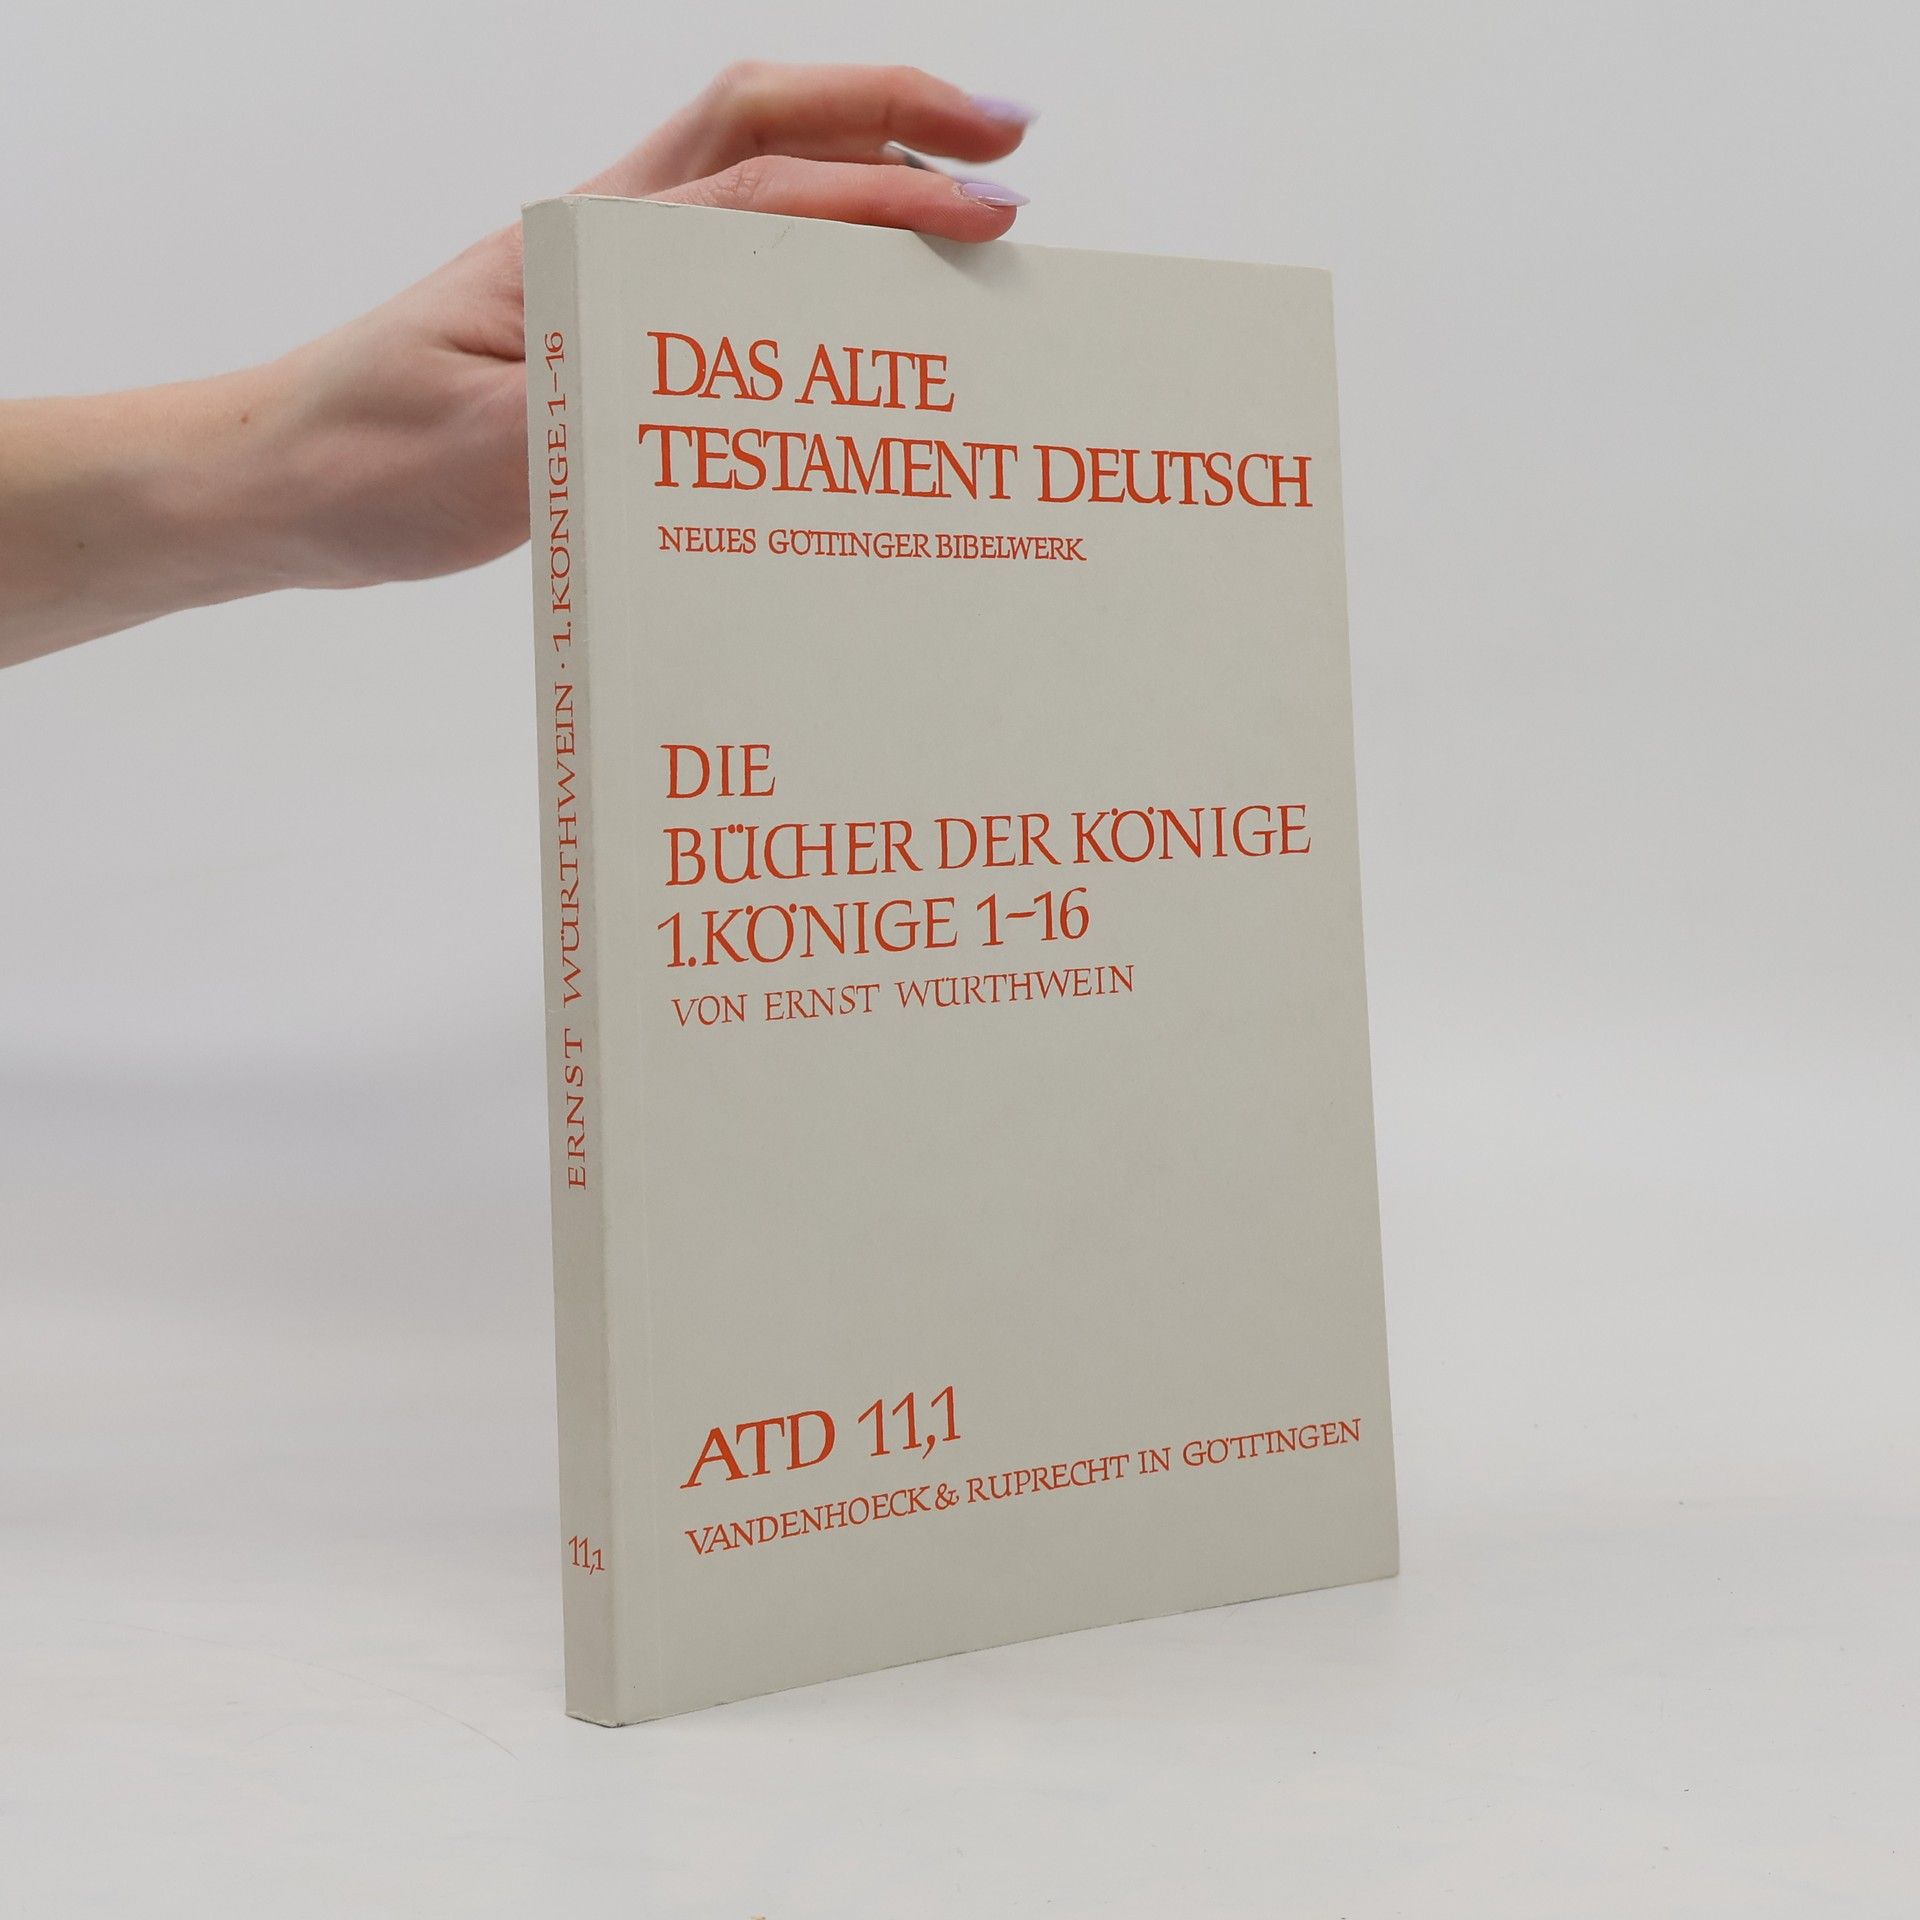 DAS ALTE
TESTAMENT DEUTSCH
NEUES GÖTTINGER BIBELWERK
DIE
BÜCHER DER KÖNIGE
1. KÖNIGE 1–16
VON ERNST WÜRTHWEIN
ATD 11,1
VANDENHOECK & RUPRECHT IN GÖTTINGEN
ERNST WÜRTHWEIN · 1. KÖNIGE 1–16
11,1